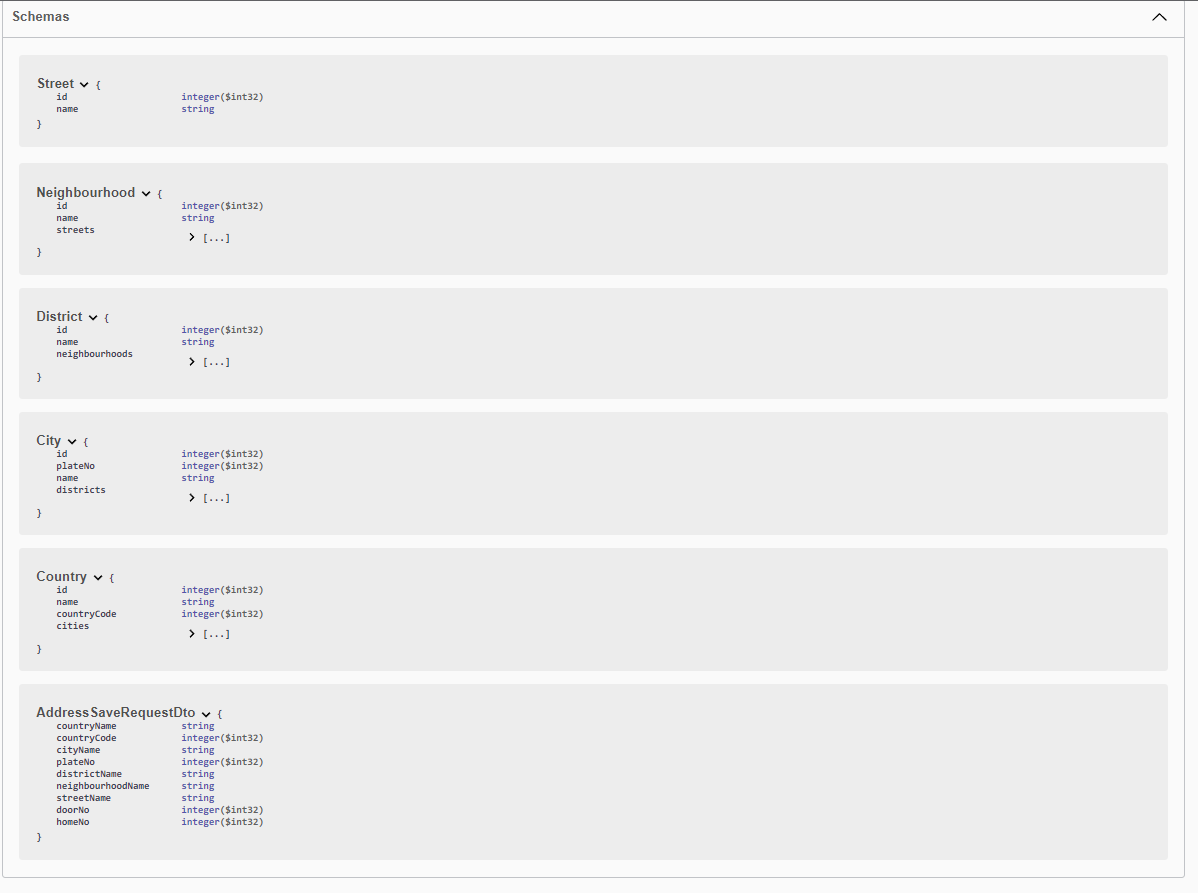 Schemas
Street {
id integer($int32)
name string
}
Neighbourhood {
id integer($int32)
name string
streets
[...]
}
District {
id integer($int32)
name string
neighbourhoods
[...]
}
City {
id integer($int32)
plateNo integer($int32)
name string
districts
[...]
}
Country {
id integer($int32)
name string
countryCode integer($int32)
cities
[...]
}
AddressSaveRequestDto {
countryName string
countryCode integer($int32)
cityName string
plateNo integer($int32)
districtName string
neighbourhoodName string
streetName string
doorNo integer($int32)
homeNo integer($int32)
}